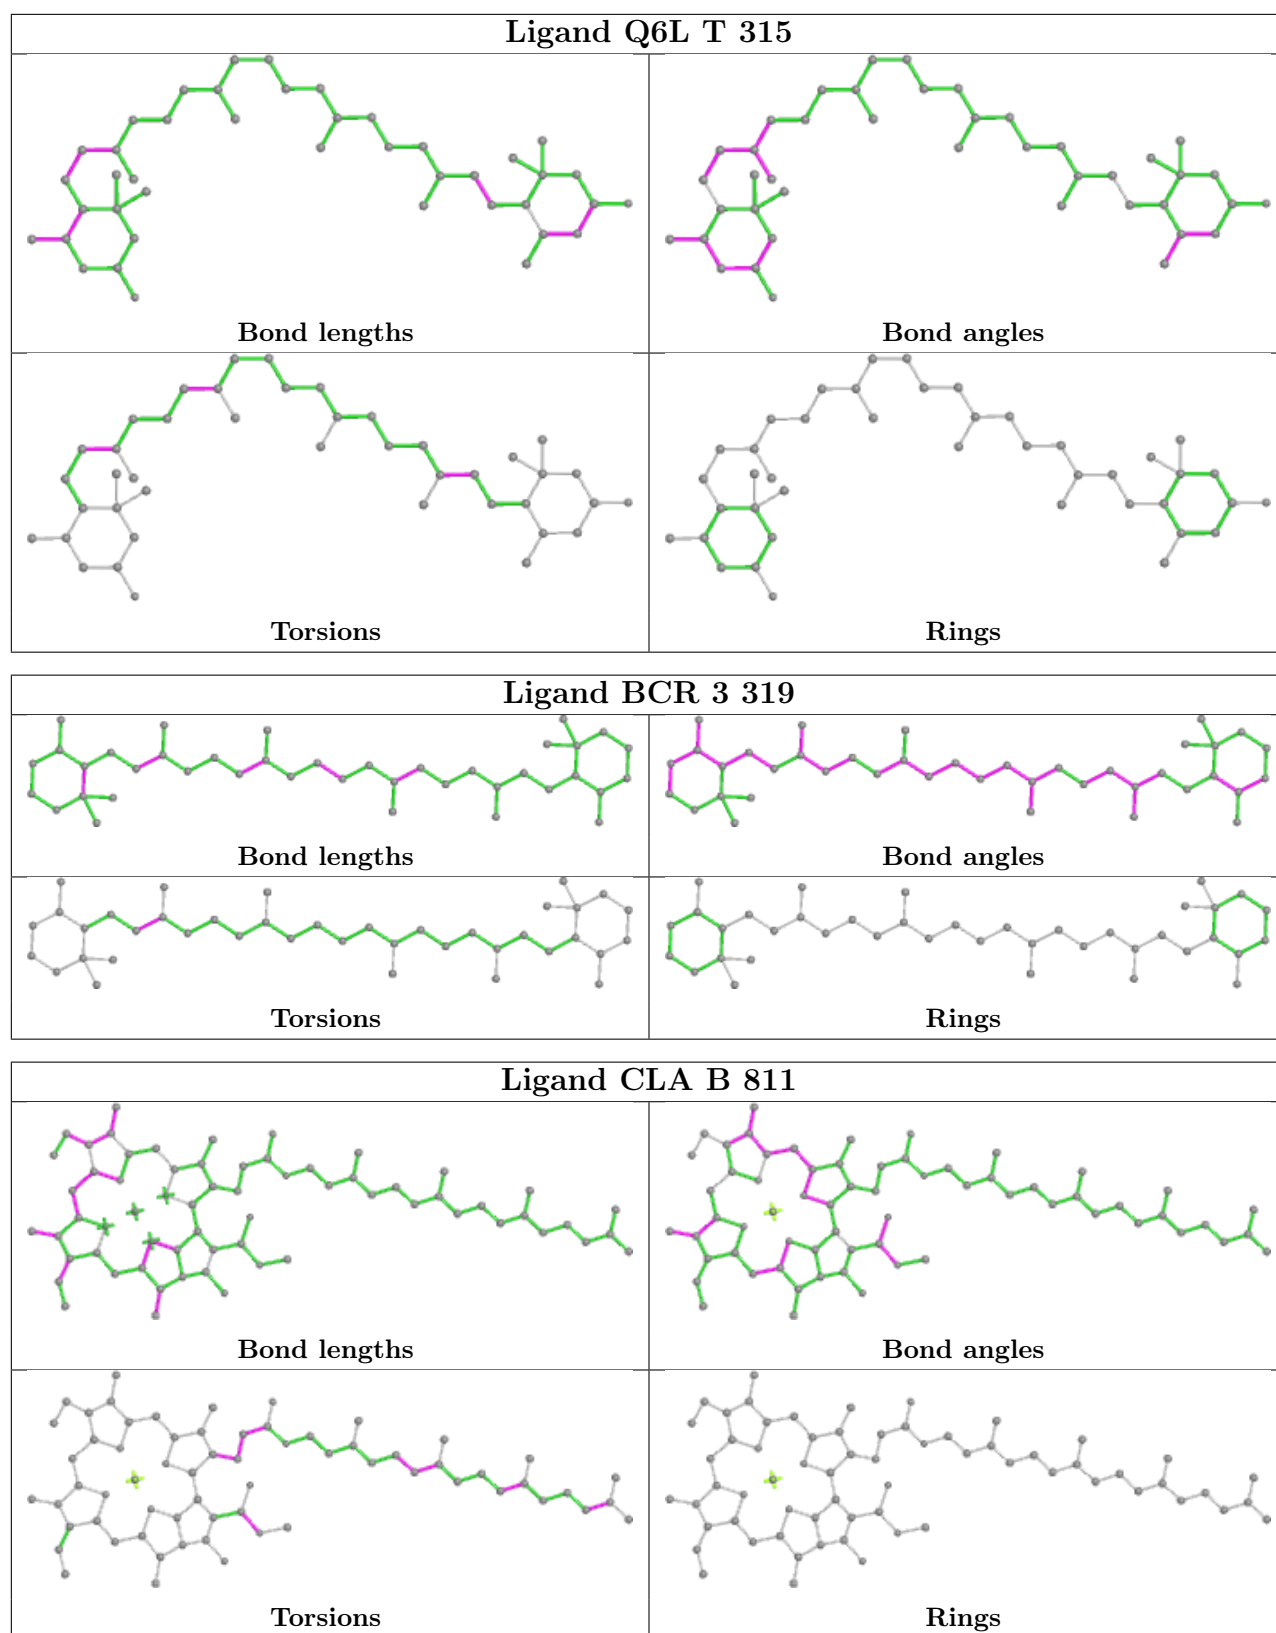 Ligand Q6L T 315
Bond lengths
Bond angles
Torsions
Rings
Ligand BCR 3 319
Bond lengths
Bond angles
Torsions
Rings
Ligand CLA B 811
Bond lengths
Bond angles
Torsions
Rings